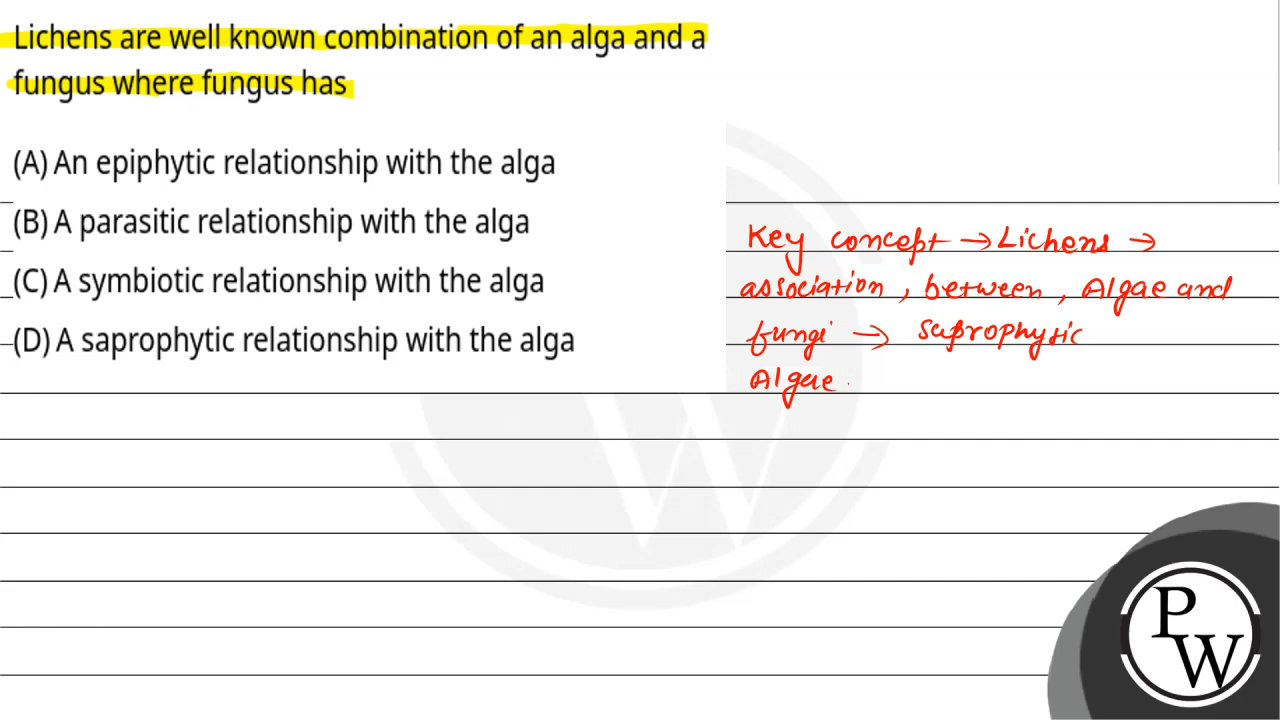 Lichens are well known combination of an alga and a
fungus where fungus has
(A) An epiphytic relationship with the alga
(B) A parasitic relationship with the alga
(C) A symbiotic relationship with the alga
(D) A saprophytic relationship with the alga
Key concept → Lichens →
association, between, Algae and
fungi → saprophytic
Algae.
P
W